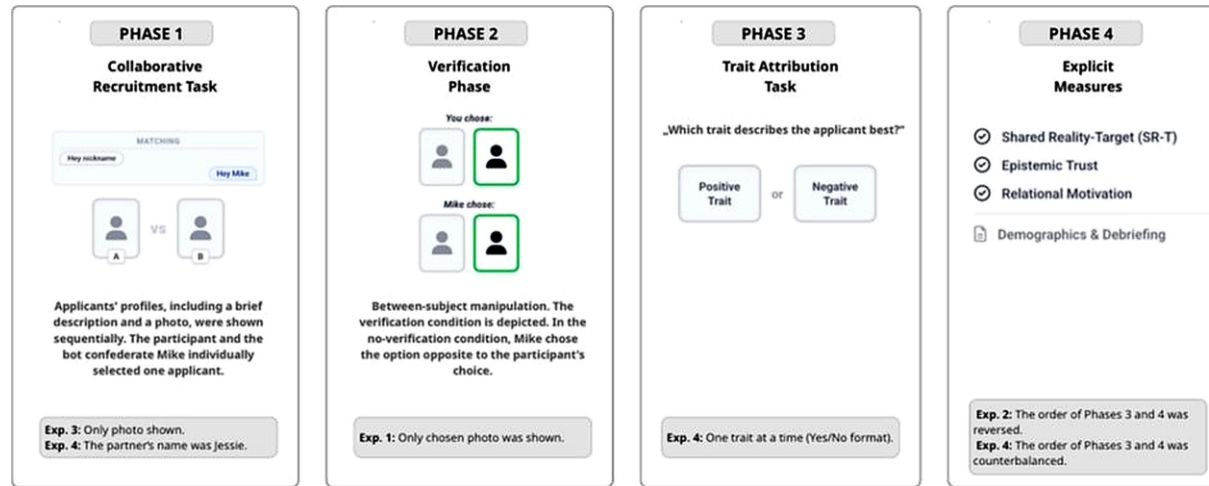 PHASE 1
Collaborative
Recruitment Task
MATCHING
Hey nickname
Hey Mike
VS
A
B
Applicants' profiles, including a brief
description and a photo, were shown
sequentially. The participant and the
bot confederate Mike individually
selected one applicant.
Exp. 3: Only photo shown.
Exp. 4: The partner's name was Jessie.
PHASE 2
Verification
Phase
You chose:
Mike chose:
Between-subject manipulation. The
verification condition is depicted. In the
no-verification condition, Mike chose
the option opposite to the participant's
choice.
Exp. 1: Only chosen photo was shown.
PHASE 3
Trait Attribution
Task
„Which trait describes the applicant best?"
Positive
Trait
or
Negative
Trait
Exp. 4: One trait at a time (Yes/No format).
PHASE 4
Explicit
Measures
Shared Reality-Target (SR-T)
Epistemic Trust
Relational Motivation
Demographics & Debriefing
Exp. 2: The order of Phases 3 and 4 was
reversed.
Exp. 4: The order of Phases 3 and 4 was
counterbalanced.